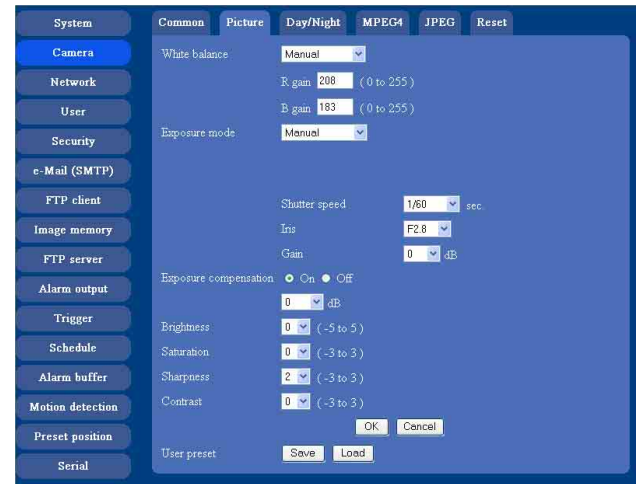 System
Camera
Network
User
Security
e-Mail (SMTP)
FTP client
Image memory
FTP server
Alarm output
Trigger
Schedule
Alarm buffer
Motion detection
Preset position
Serial
Common Picture Day/Night MPEG4 JPEG Reset
White balance Manual
R gain 208 ( 0 to 255 )
B gain 183 ( 0 to 255 )
Exposure mode Manual
Shutter speed 1/60 sec.
Iris F2.8
Gain 0 dB
Exposure compensation On Off
0 dB
Brightness 0 ( -5 to 5 )
Saturation 0 ( -3 to 3 )
Sharpness 2 ( -3 to 3 )
Contrast 0 ( -3 to 3 )
OK Cancel
User preset Save Load